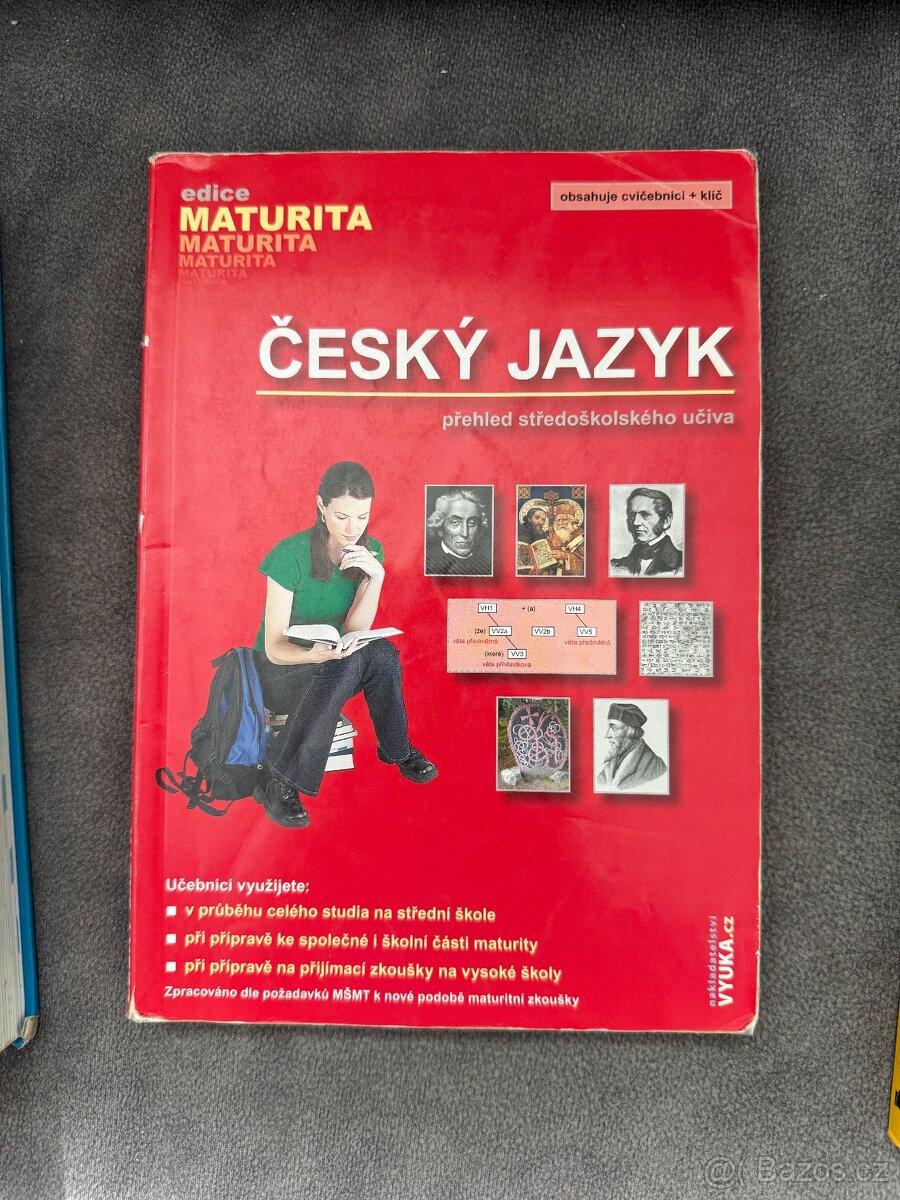 edice
MATURITA
MATURITA
MATURITA
MATURITA
MATURITA
obsahuje cvičebnici + klíč
ČESKÝ JAZYK
přehled středoškolského učiva
VH1 + (a) VH4
(že) VV2a VV2b VV5
věta předmětná věta předmětná
(které) VV3
věta přívlastková
Učebnici využijete:
v průběhu celého studia na střední škole
při přípravě ke společné i školní části maturity
při přípravě na přijímací zkoušky na vysoké školy
Zpracováno dle požadavků MŠMT k nové podobě maturitní zkoušky
nakladatelství
VYUKA.cz
Bazos.cz